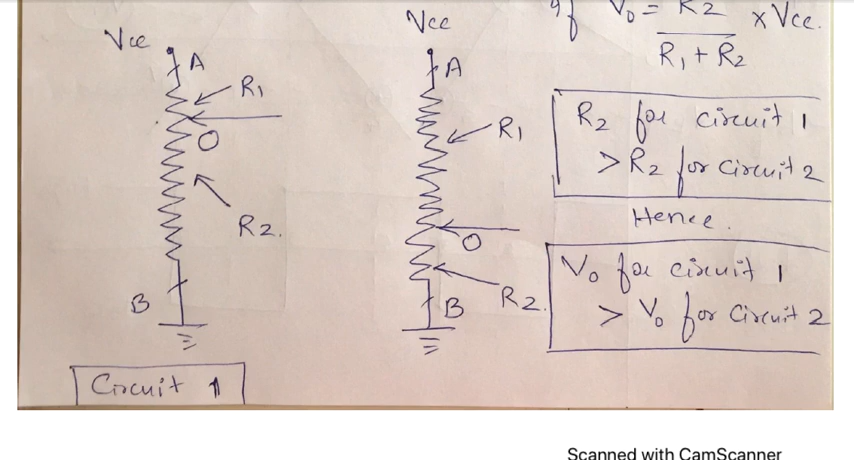 Vcc
A
R1
O
R2.
B
Circuit 1
Vcc
A
R1
O
R2.
B
V0 = R2 x Vcc.
R1 + R2
R2 for circuit 1
> R2 for circuit 2
Hence.
V0 for circuit 1
> V0 for circuit 2
Scanned with CamScanner